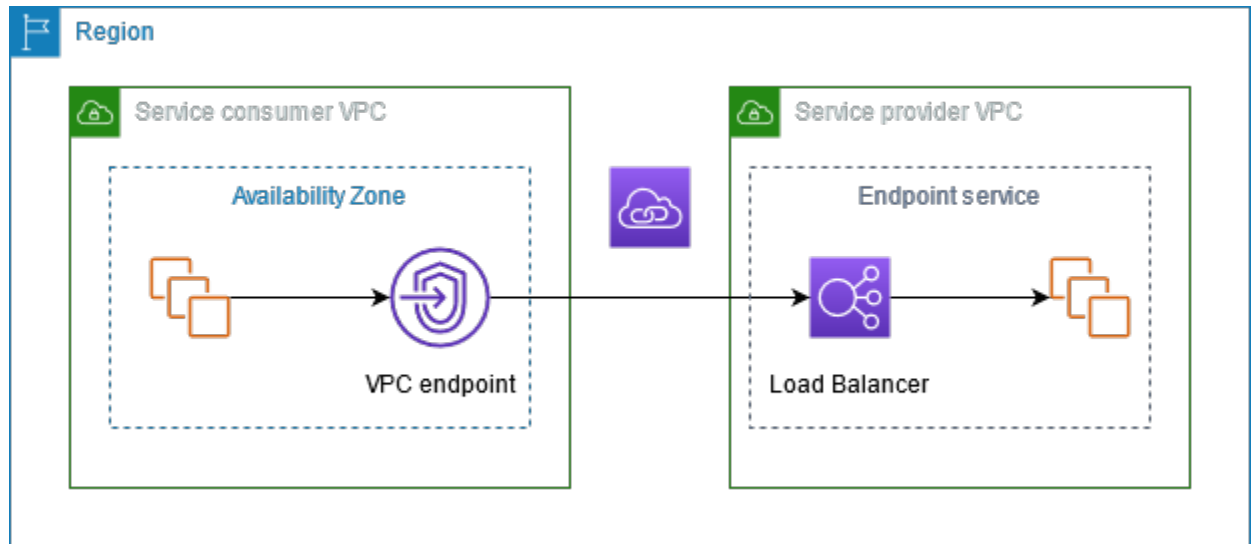 Region
Service consumer VPC
Service provider VPC
Availability Zone
Endpoint service
VPC endpoint
Load Balancer